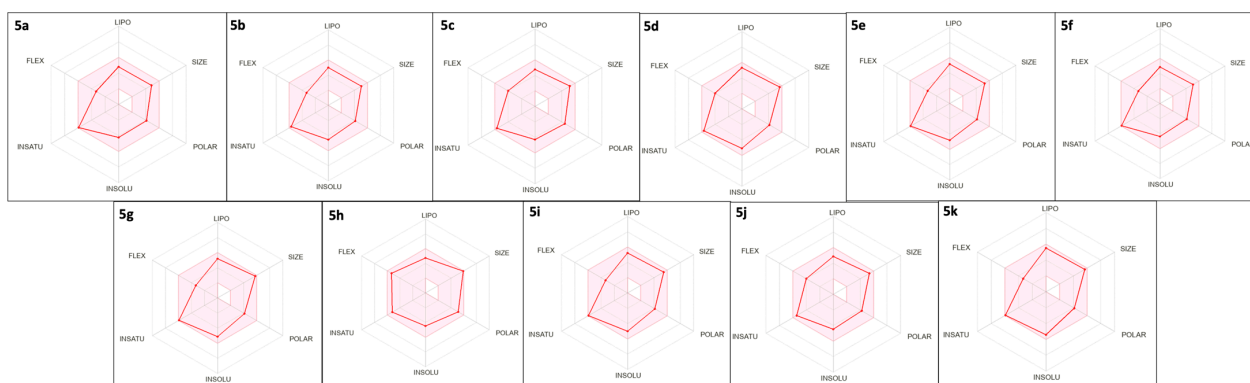 5a
LIPO
FLEX
SIZE
INSATU
POLAR
INSOLU
5b
LIPO
FLEX
SIZE
INSATU
POLAR
INSOLU
5c
LIPO
FLEX
SIZE
INSATU
POLAR
INSOLU
5d
LIPO
FLEX
SIZE
INSATU
POLAR
INSOLU
5e
LIPO
FLEX
SIZE
INSATU
POLAR
INSOLU
5f
LIPO
FLEX
SIZE
INSATU
POLA
INSOLU
5g
LIPO
FLEX
SIZE
INSATU
POLAR
INSOLU
5h
LIPO
FLEX
SIZE
INSATU
POLAR
INSOLU
5i
LIPO
FLEX
SIZE
INSATU
POLAR
INSOLU
5j
LIPO
FLEX
SIZE
INSATU
POLAR
INSOLU
5k
LIPO
FLEX
SIZE
INSATU
POLAR
INSOLU